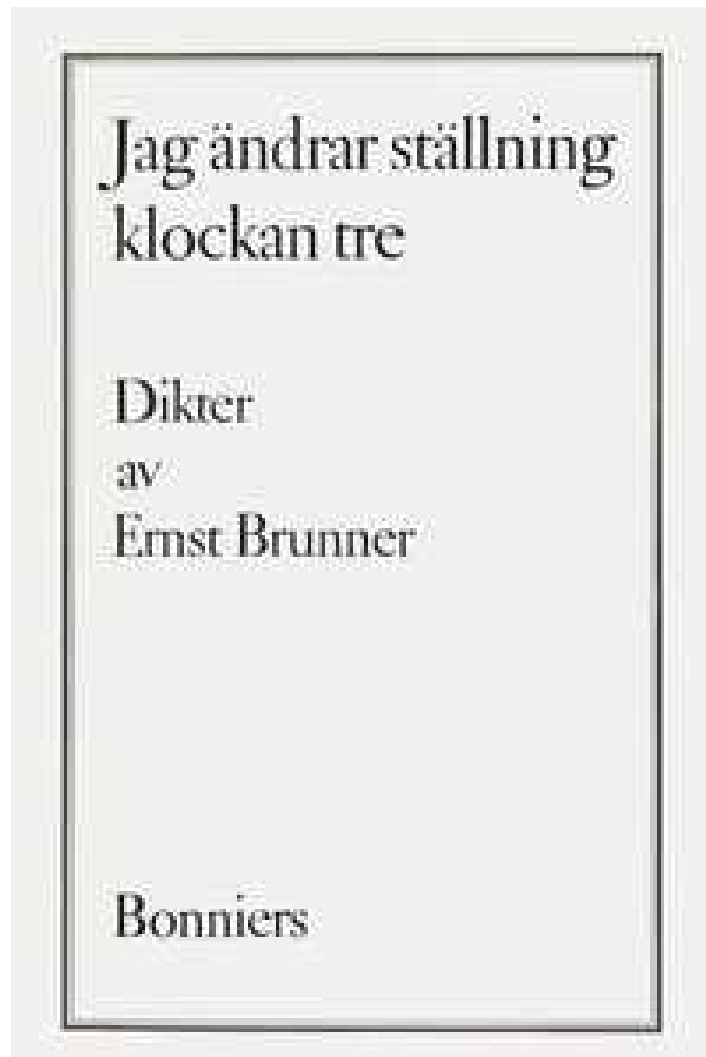 Jag ändrar ställning
klockan tre
Dikter
av
Ernst Brunner
Bonniers